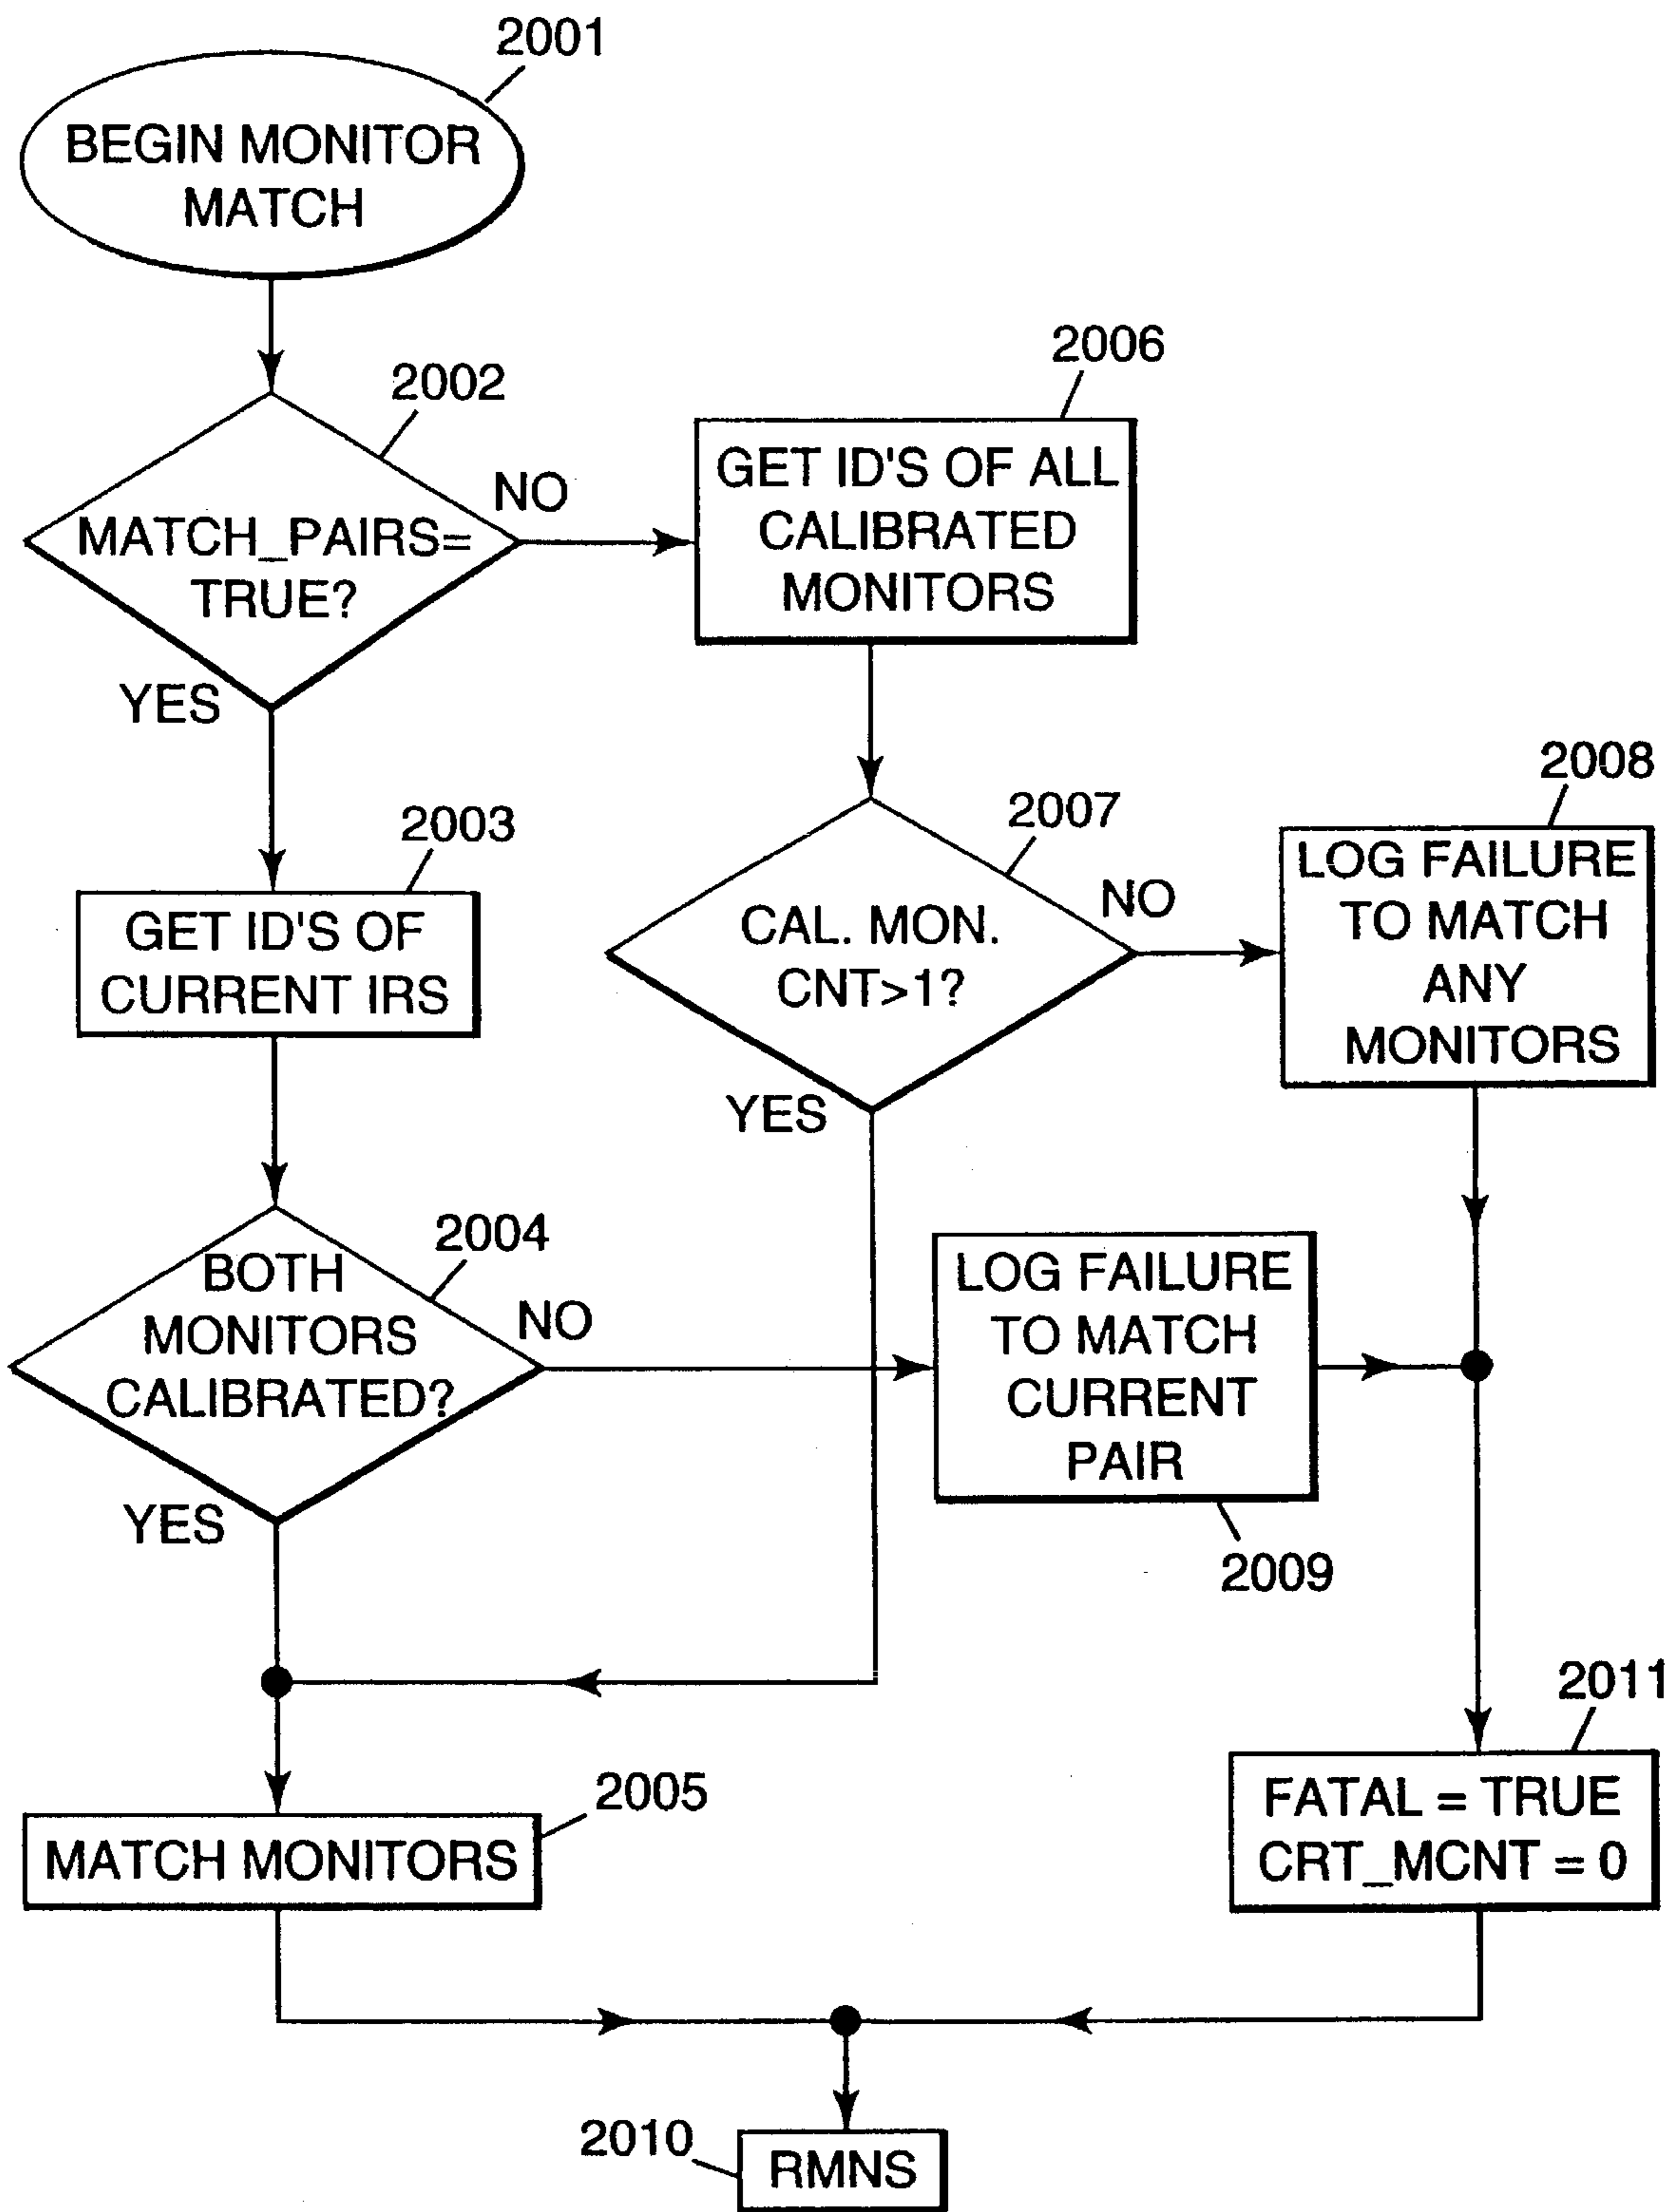 2001
BEGIN MONITOR
MATCH
2002
MATCH_PAIRS=
TRUE?
NO
YES
2006
GET ID'S OF ALL
CALIBRATED
MONITORS
2003
GET ID'S OF
CURRENT IRS
2007
CAL. MON.
CNT>1?
NO
YES
2008
LOG FAILURE
TO MATCH
ANY
MONITORS
2004
BOTH
MONITORS
CALIBRATED?
NO
YES
LOG FAILURE
TO MATCH
CURRENT
PAIR
2009
2005
MATCH MONITORS
2011
FATAL = TRUE
CRT_MCNT = 0
2010
RMNS